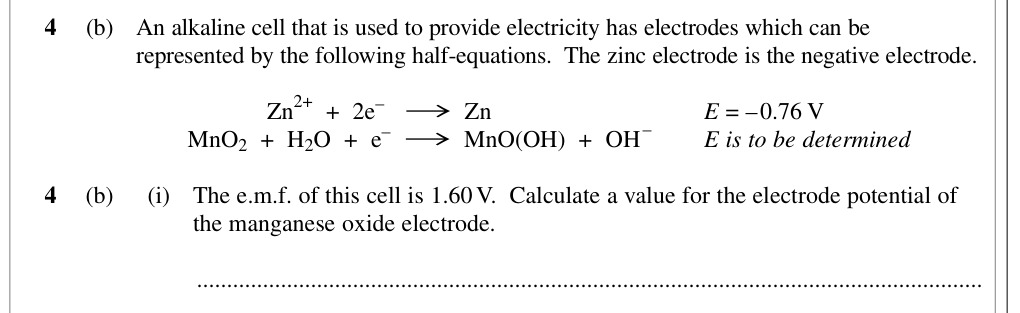 4 (b) An alkaline cell that is used to provide electricity has electrodes which can be
represented by the following half-equations. The zinc electrode is the negative electrode.
Zn²⁺ + 2e⁻ ⟶ Zn E = –0.76 V
MnO₂ + H₂O + e⁻ ⟶ MnO(OH) + OH⁻ E is to be determined
4 (b) (i) The e.m.f. of this cell is 1.60 V. Calculate a value for the electrode potential of
the manganese oxide electrode.